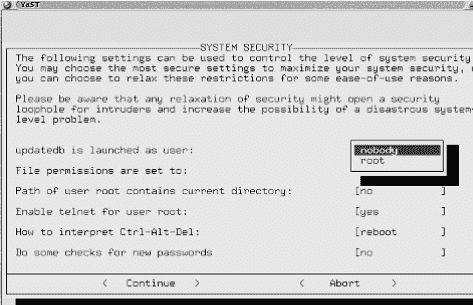 YaST
SYSTEM SECURITY
The following settings can be used to control the level of system security
You may choose the most secure settings to maximize your system security,
you can choose to relax these restrictions for some ease-of-use reasons.
Please be aware that any relaxation of security might open a security
loophole for intruders and increase the possibility of a disastrous system-
level problem.
updatedb is launched as user:
nobody
root
File permissions are set to:
Path of user root contains current directory: [no ]
Enable telnet for user root: [yes ]
How to interpret Ctrl-Alt-Del: [reboot ]
Do some checks for new passwords [no ]
< Continue > < Abort >